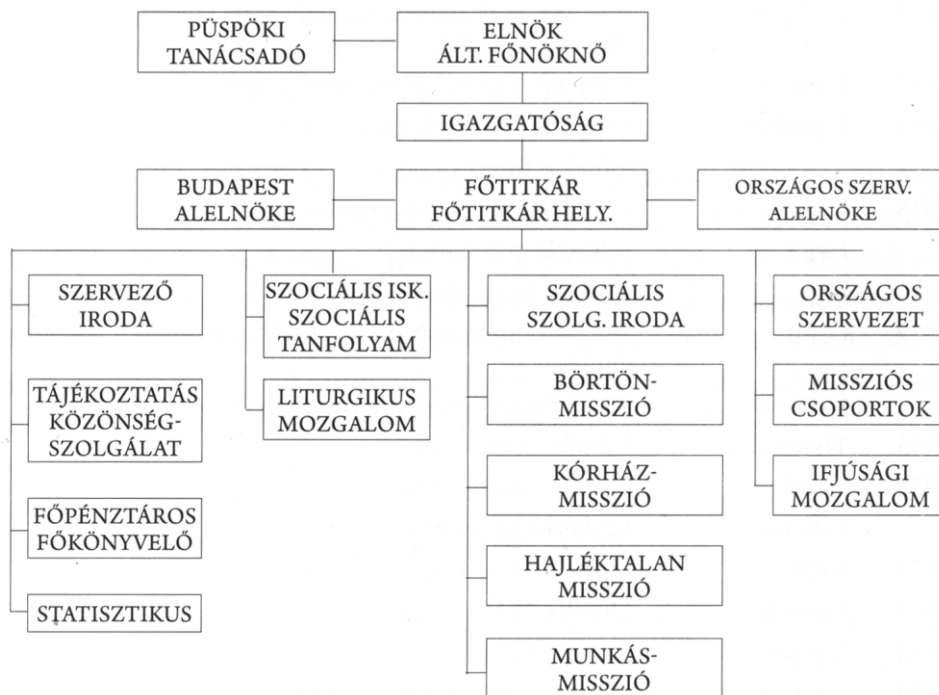 PÜSPÖKI
TANÁCSADÓ
ELNÖK
ÁLT. FŐNÖKNŐ
IGAZGATÓSÁG
BUDAPEST
ALELNÖKE
FŐTITKÁR
FŐTITKÁR HELY.
ORSZÁGOS SZERV.
ALELNÖKE
SZERVEZŐ
IRODA
TÁJÉKOZTATÁS
KÖZÖNSÉG-
SZOLGÁLAT
FŐPÉNZTÁROS
FŐKÖNYVELŐ
STATISZTIKUS
SZOCIÁLIS ISK.
SZOCIÁLIS
TANFOLYAM
LITURGIKUS
MOZGALOM
SZOCIÁLIS
SZOLG. IRODA
BÖRTÖN-
MISSZIÓ
KÓRHÁZ-
MISSZIÓ
HAJLÉKTALAN
MISSZIÓ
MUNKÁS-
MISSZIÓ
ORSZÁGOS
SZERVEZET
MISSZIÓS
CSOPORTOK
IFJÚSÁGI
MOZGALOM